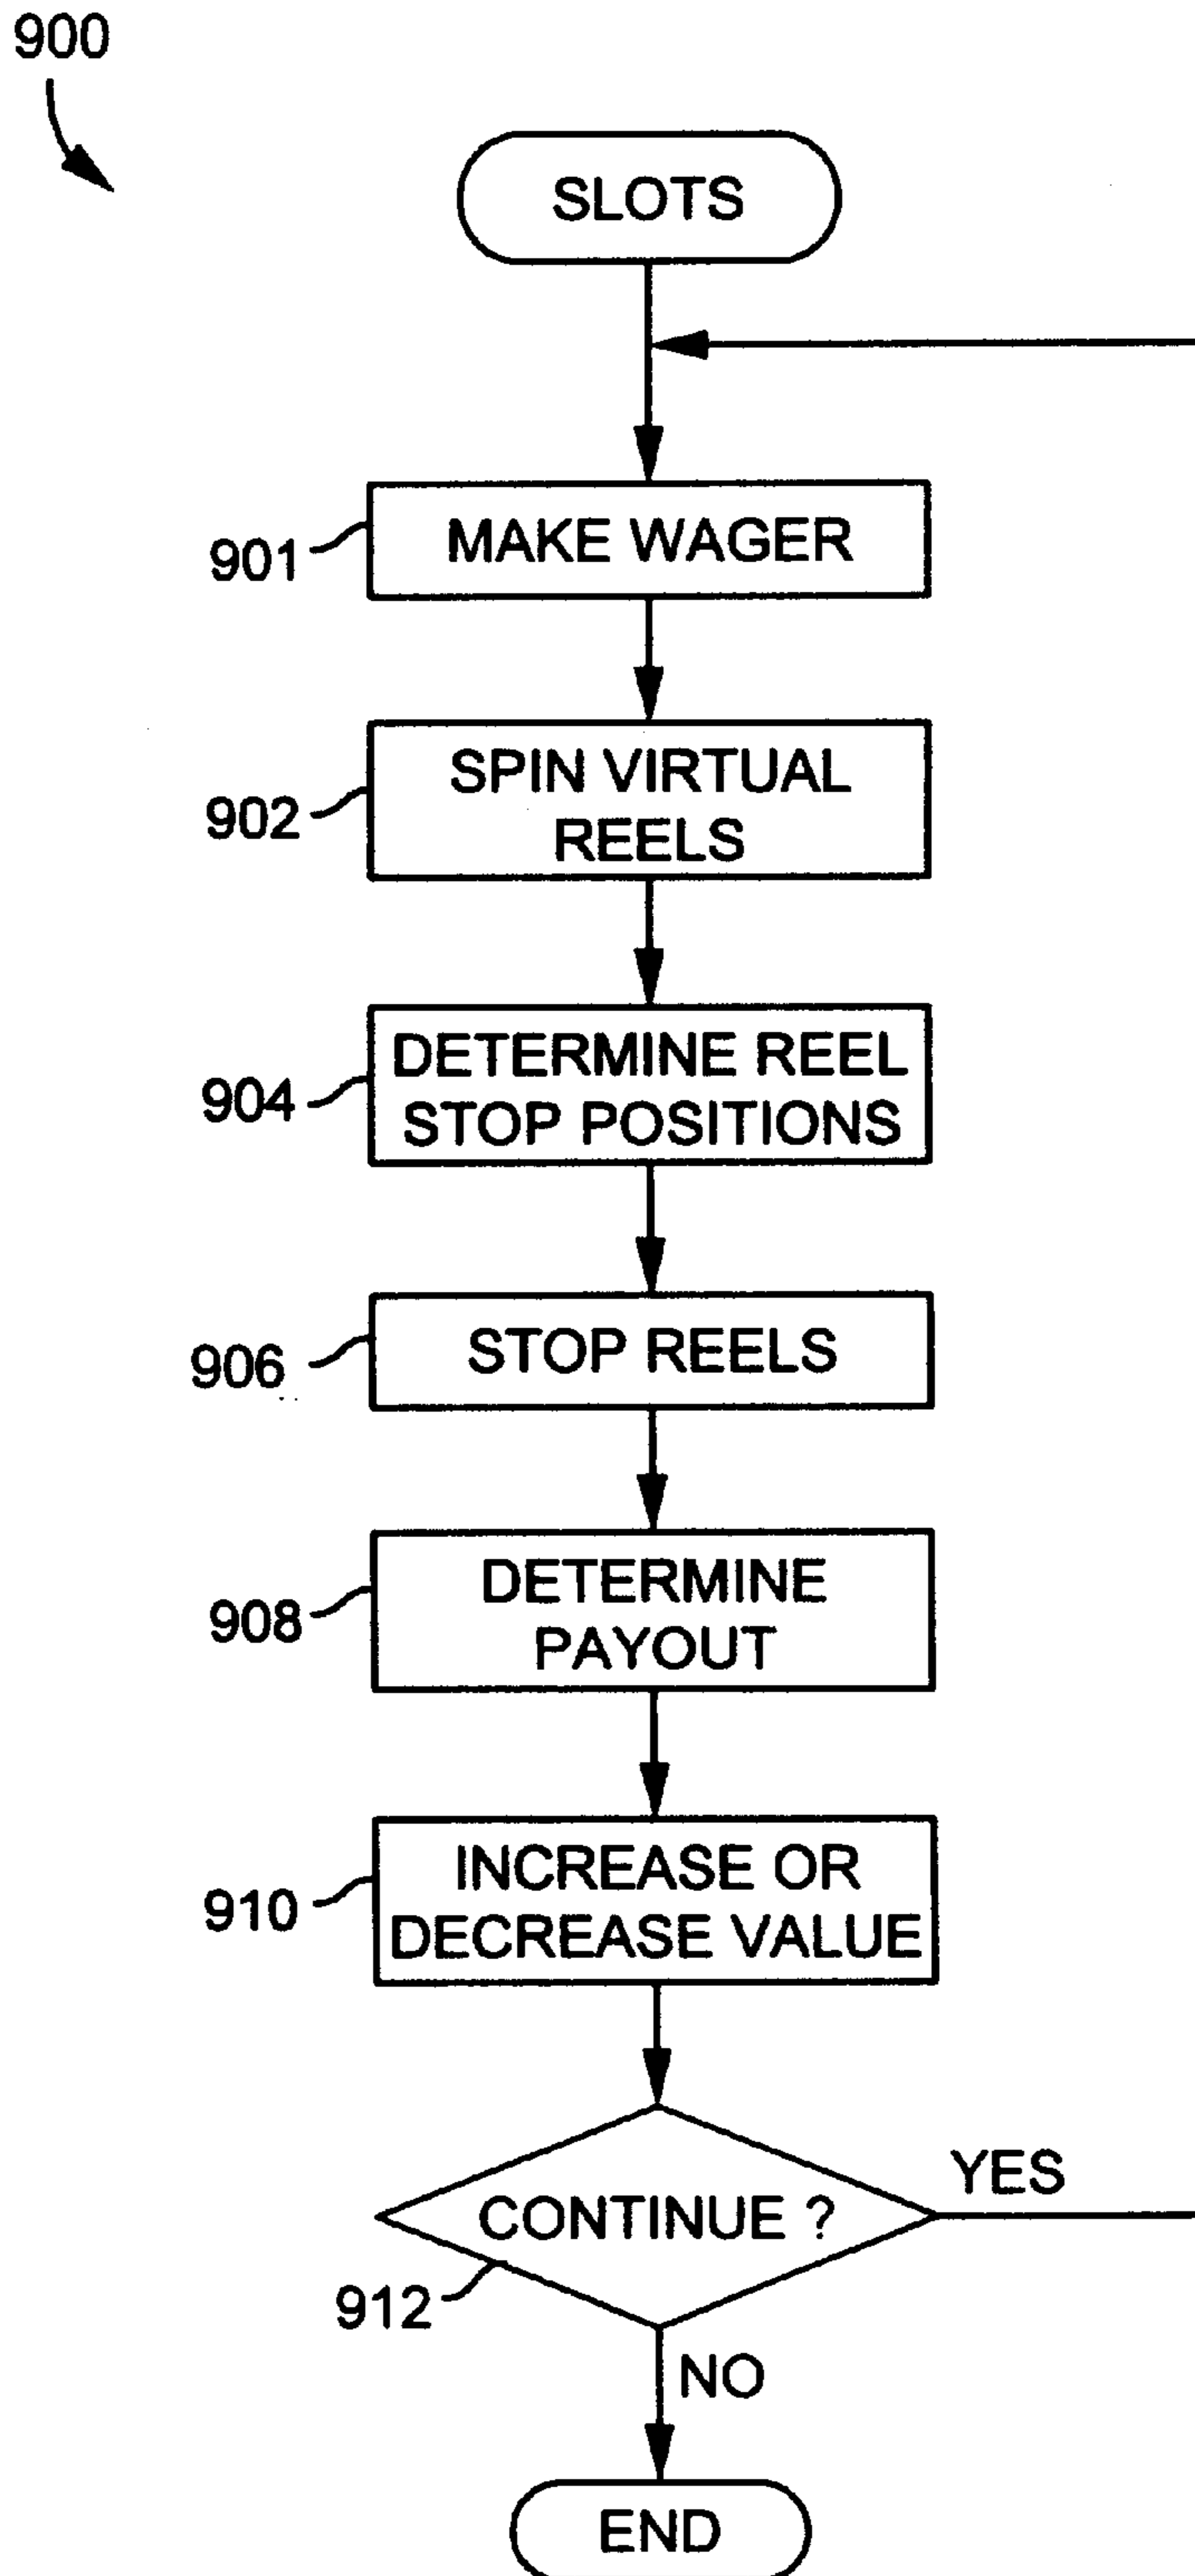 900
SLOTS
MAKE WAGER
901
SPIN VIRTUAL
REELS
902
DETERMINE REEL
STOP POSITIONS
904
STOP REELS
906
DETERMINE
PAYOUT
908
INCREASE OR
DECREASE VALUE
910
CONTINUE ?
YES
912
NO
END